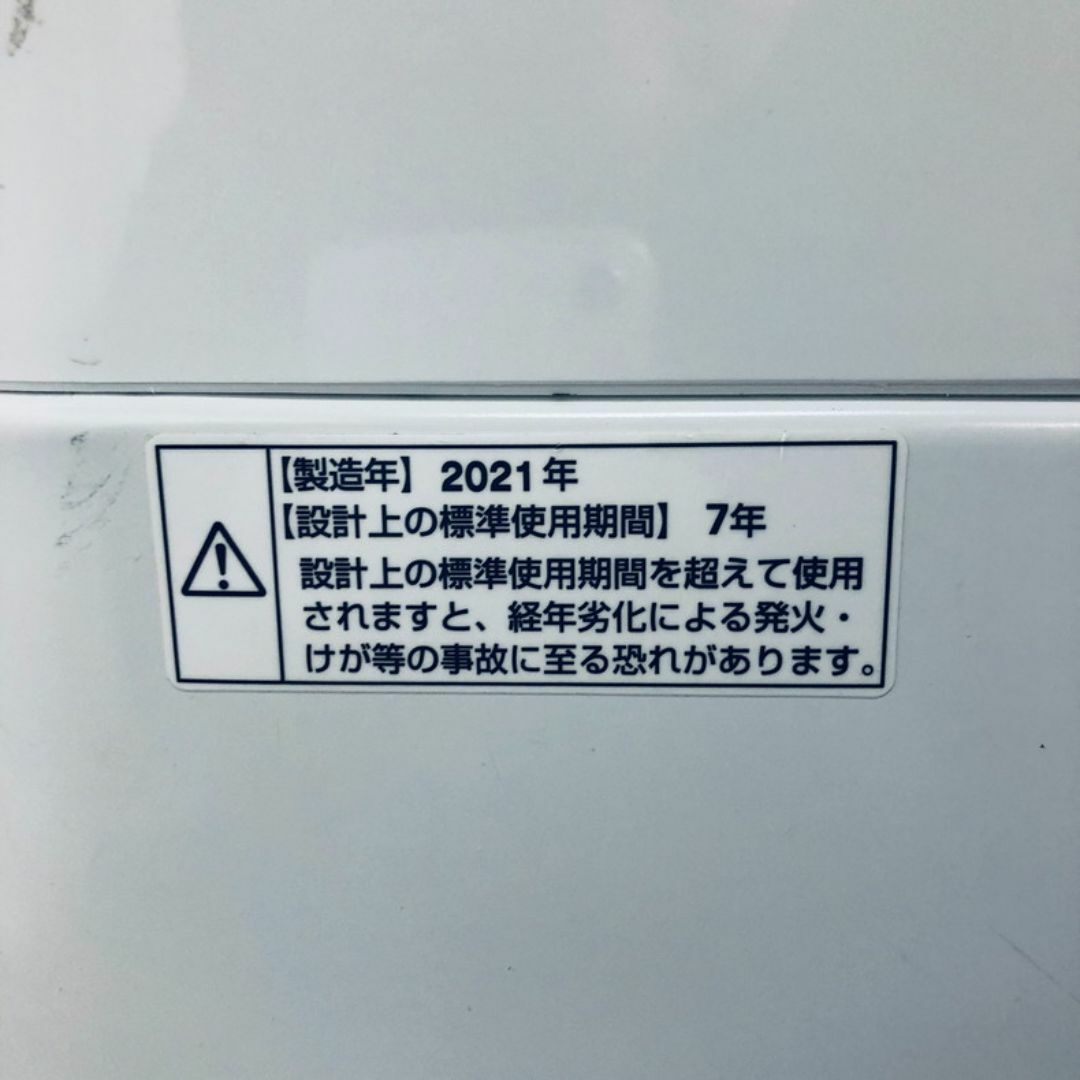 【製造年】 2021年
【設計上の標準使用期間】 7年
設計上の標準使用期間を超えて使用
されますと、経年劣化による発火・
けが等の事故に至る恐れがあります。